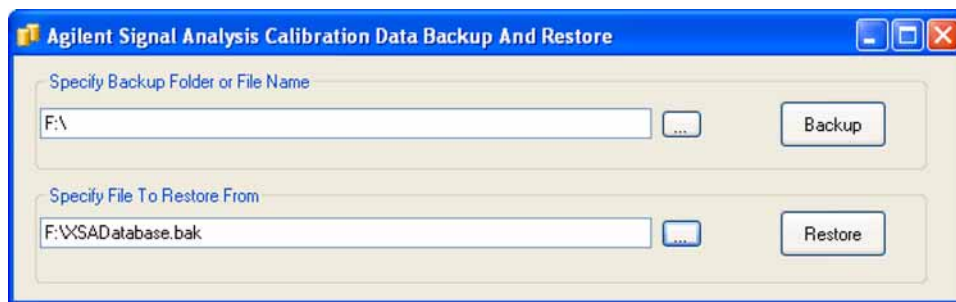 Agilent Signal Analysis Calibration Data Backup And Restore
Specify Backup Folder or File Name
F:\
...
Backup
Specify File To Restore From
F:\XSADatabase.bak
...
Restore